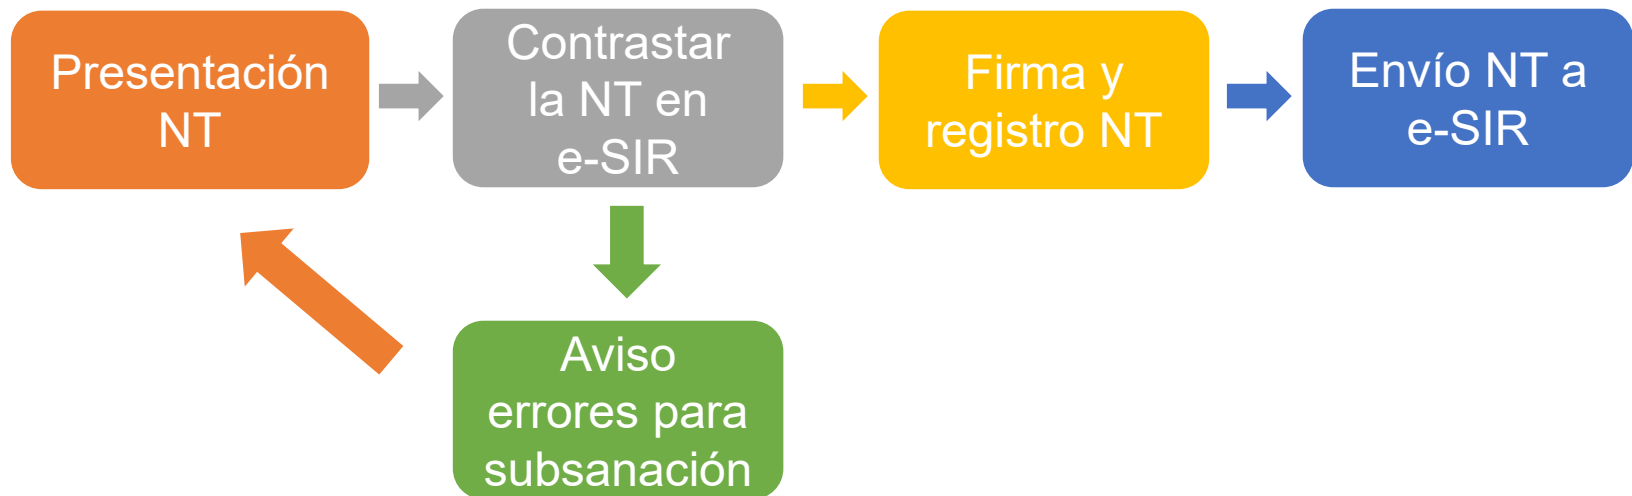 Presentación
NT
Contrastar
la NT en
e-SIR
Firma y
registro NT
Envío NT a
e-SIR
Aviso
errores para
subsanación